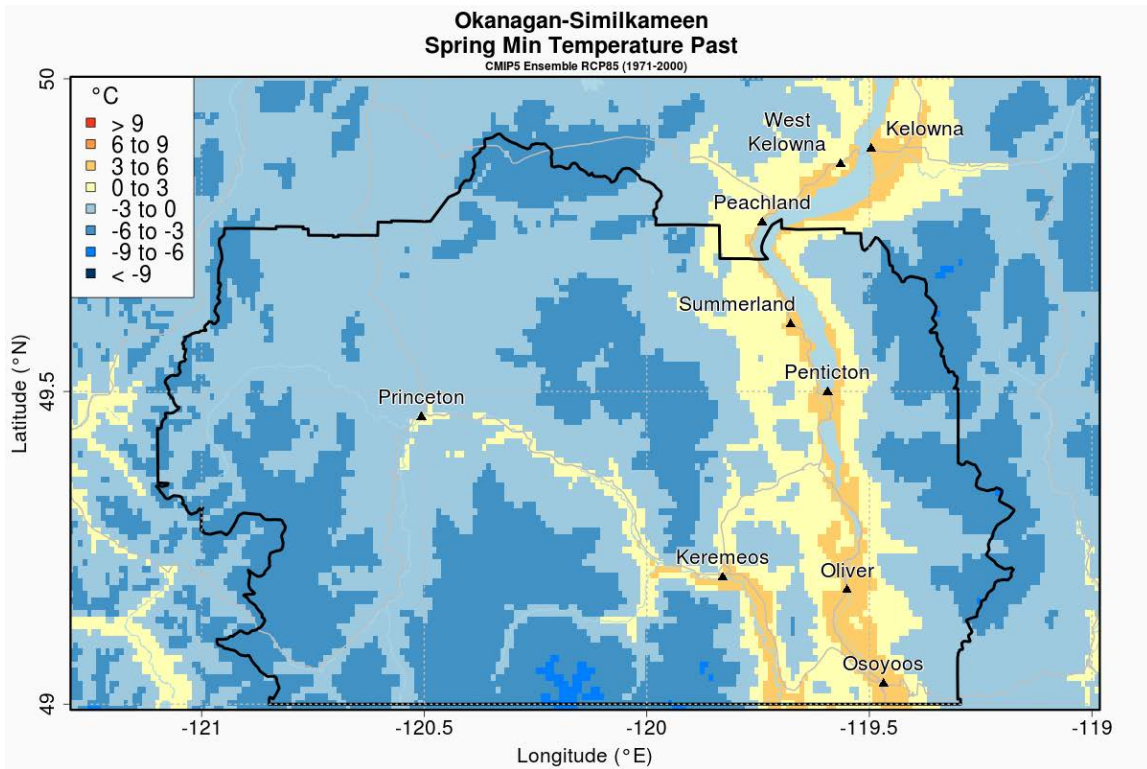 Okanagan-Similkameen
Spring Min Temperature Past
CMIP5 Ensemble RCP85 (1971-2000)
°C
> 9
6 to 9
3 to 6
0 to 3
-3 to 0
-6 to -3
-9 to -6
< -9
West
Kelowna
Kelowna
Peachland
Summerland
Penticton
Princeton
Keremeos
Oliver
Osoyoos
Latitude (°N)
50
49.5
49
-121
-120.5
-120
-119.5
-119
Longitude (°E)